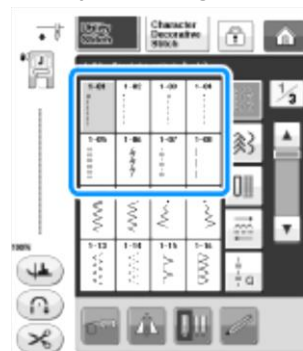 Utility
Stitch
Character
Decorative
Stitch
1/3
1-01 1-02 1-03 1-04
1-05 1-06 1-07 1-08
1-13 1-14 1-15 1-16
100%
a